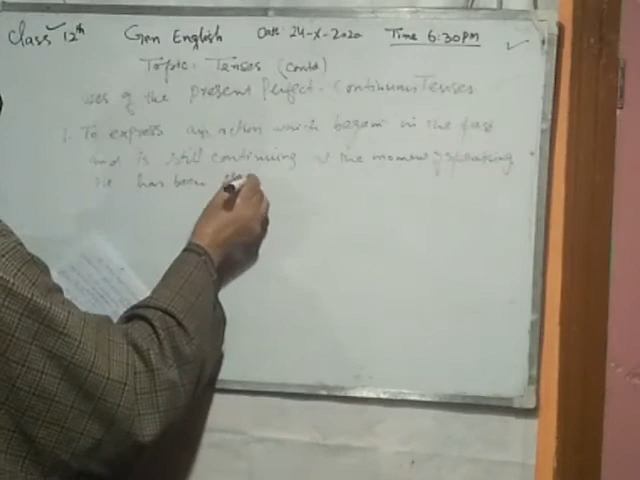 Class 12th Gen English Date 24-X-2020 Time 6:30PM
Topic. Tenses (Contd)
uses of the present Perfect. Continuous Tenses
1. To express an action which began in the past
and is still continuing at the moment of speaking
He has been